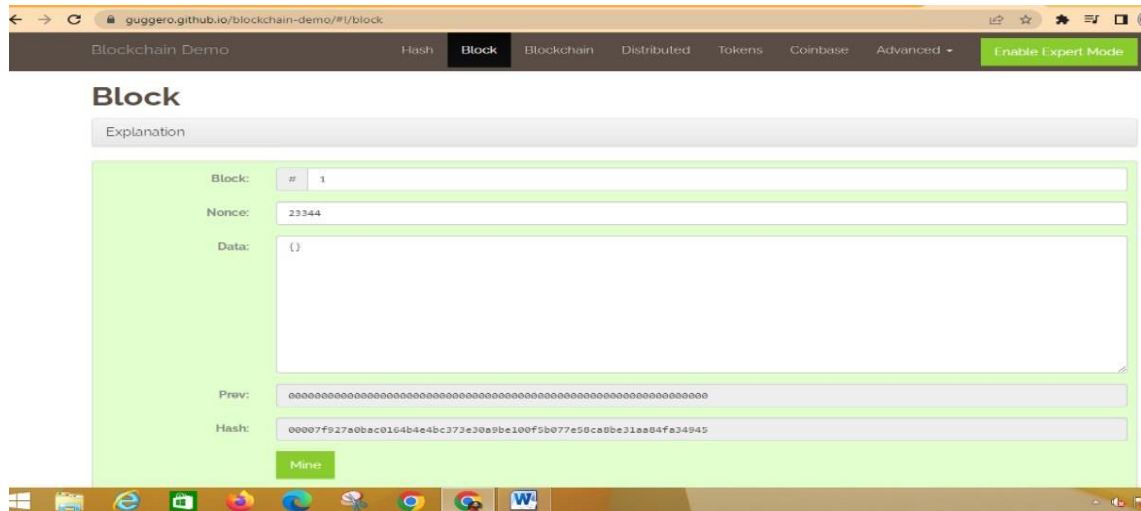 guggero.github.io/blockchain-demo/#!/block
Blockchain Demo Hash Block Blockchain Distributed Tokens Coinbase Advanced Enable Expert Mode
Block
Explanation
Block: # 1
Nonce: 23344
Data: {}
Prev: 0000000000000000000000000000000000000000000000000000000000000000
Hash: 00007f927a0bac0164b4e4bc373e30a9be100f5b077e58ca8be31aa84fa34945
Mine